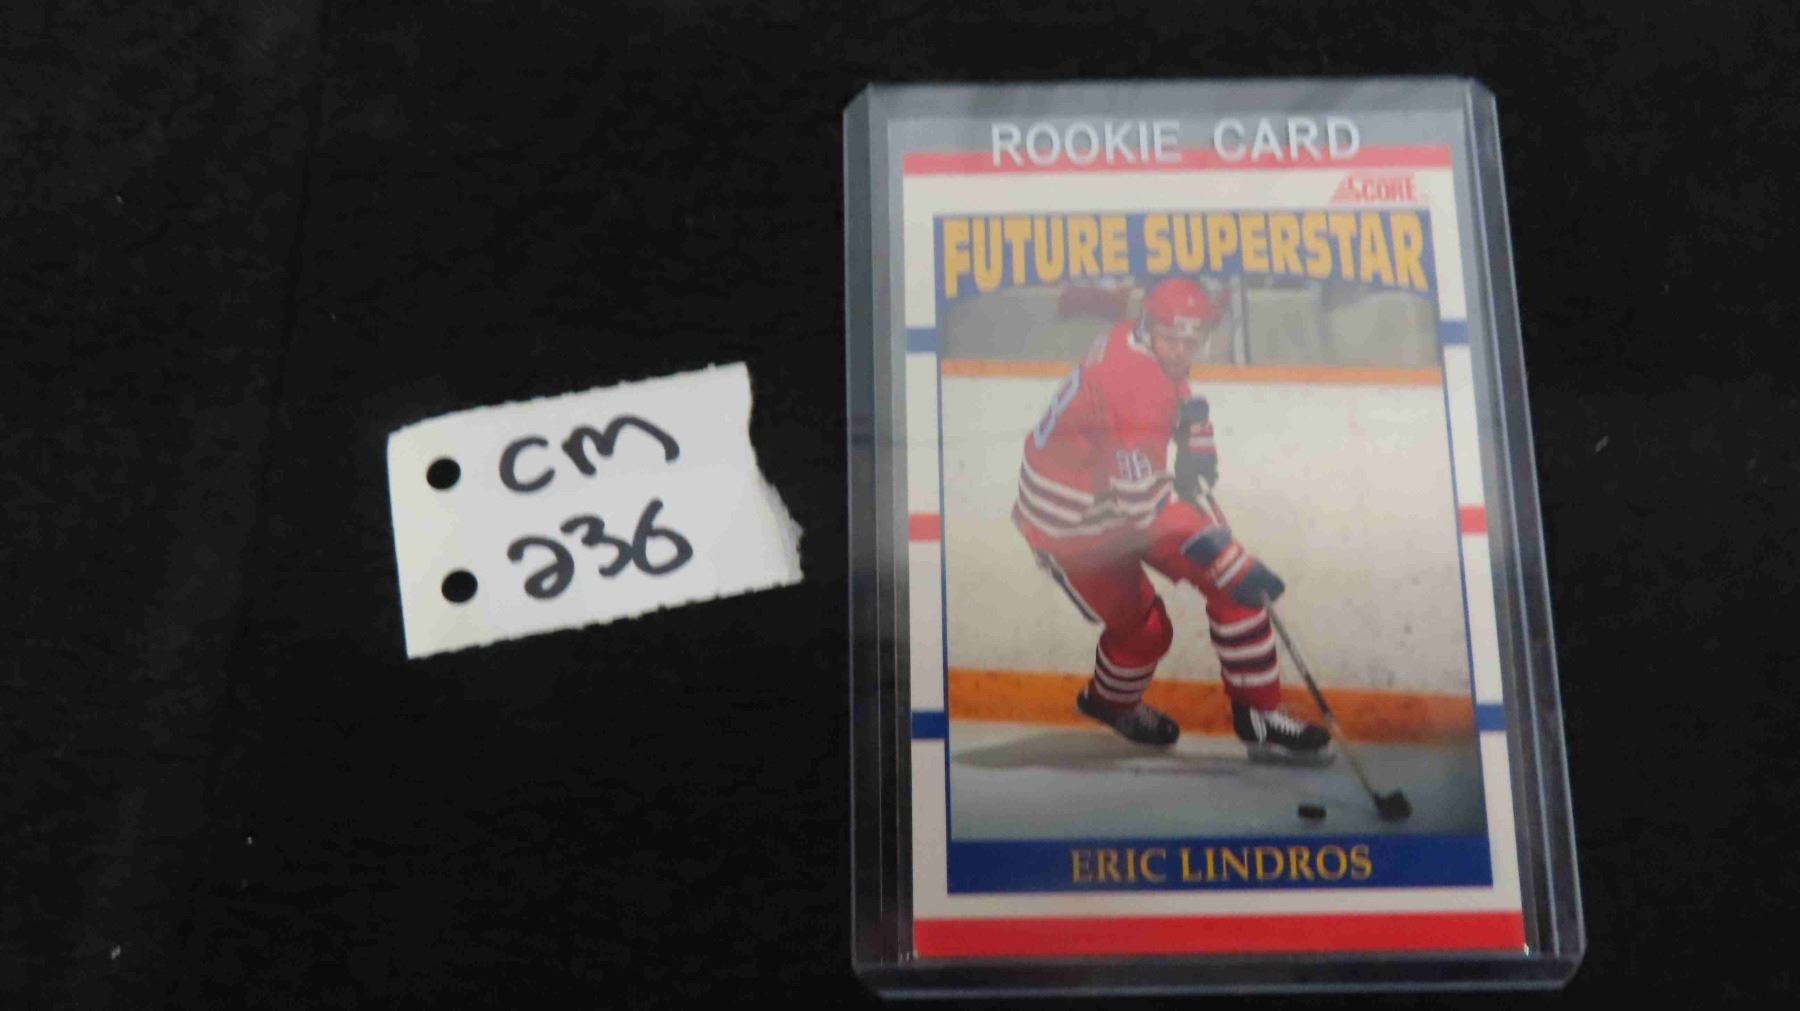 CM
236
ROOKIE CARD
SCORE
FUTURE SUPERSTAR
ERIC LINDROS